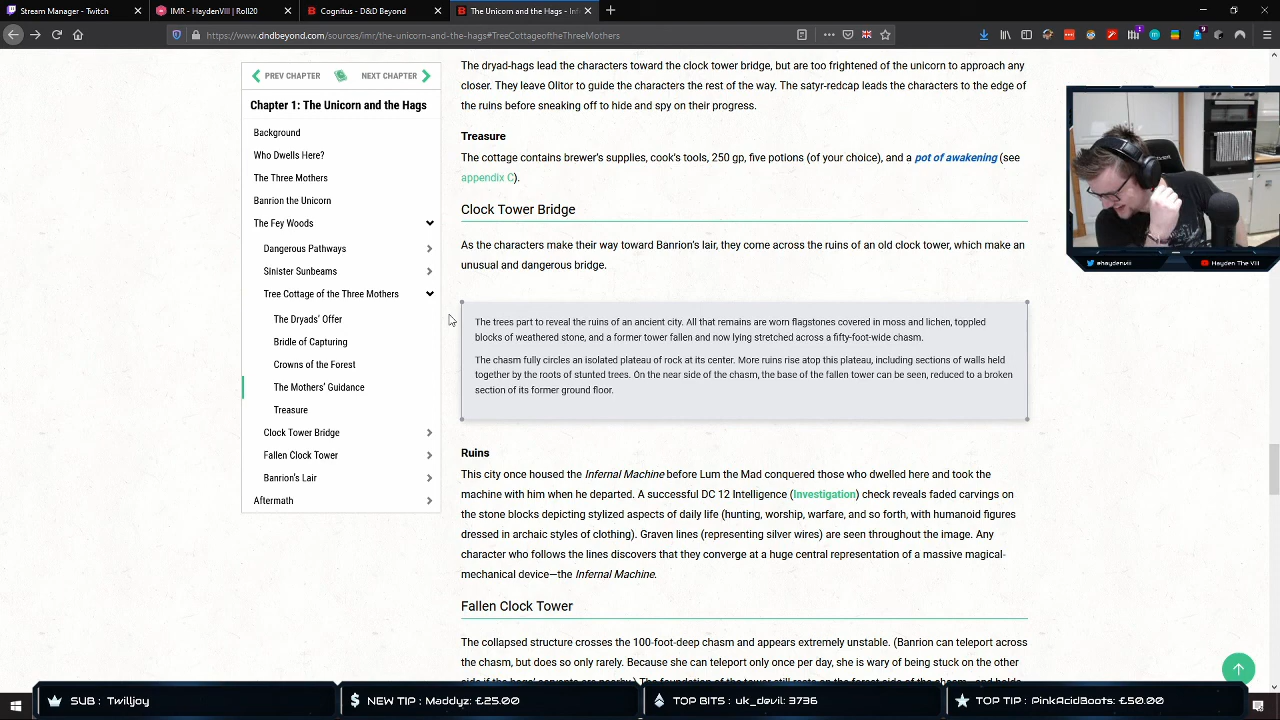 Stream Manager - Twitch
IMR - HaydenVill | Roll20
Cognitus - D&D Beyond
The Unicorn and the Hags - Inf
https://www.dndbeyond.com/sources/imr/the-unicorn-and-the-hags#TreeCottageoftheThreeMothers
PREV CHAPTER
NEXT CHAPTER
Chapter 1: The Unicorn and the Hags
Background
Who Dwells Here?
The Three Mothers
Banrion the Unicorn
The Fey Woods
Dangerous Pathways
Sinister Sunbeams
Tree Cottage of the Three Mothers
The Dryads' Offer
Bridle of Capturing
Crowns of the Forest
The Mothers' Guidance
Treasure
Clock Tower Bridge
Fallen Clock Tower
Banrion's Lair
Aftermath
The dryad-hags lead the characters toward the clock tower bridge, but are too frightened of the unicorn to approach any
closer. They leave Olitor to guide the characters the rest of the way. The satyr-redcap leads the characters to the edge of
the ruins before sneaking off to hide and spy on their progress.
Treasure
The cottage contains brewer's supplies, cook's tools, 250 gp, five potions (of your choice), and a pot of awakening (see
appendix C).
Clock Tower Bridge
As the characters make their way toward Banrion's lair, they come across the ruins of an old clock tower, which make an
unusual and dangerous bridge.
The trees part to reveal the ruins of an ancient city. All that remains are worn flagstones covered in moss and lichen, toppled
blocks of weathered stone, and a former tower fallen and now lying stretched across a fifty-foot-wide chasm.
The chasm fully circles an isolated plateau of rock at its center. More ruins rise atop this plateau, including sections of walls held
together by the roots of stunted trees. On the near side of the chasm, the base of the fallen tower can be seen, reduced to a broken
section of its former ground floor.
Ruins
This city once housed the Infernal Machine before Lum the Mad conquered those who dwelled here and took the
machine with him when he departed. A successful DC 12 Intelligence (Investigation) check reveals faded carvings on
the stone blocks depicting stylized aspects of daily life (hunting, worship, warfare, and so forth, with humanoid figures
dressed in archaic styles of clothing). Graven lines (representing silver wires) are seen throughout the image. Any
character who follows the lines discovers that they converge at a huge central representation of a massive magical-
mechanical device—the Infernal Machine.
Fallen Clock Tower
The collapsed structure crosses the 100-foot-deep chasm and appears extremely unstable. (Banrion can teleport across
the chasm, but does so only rarely. Because she can teleport only once per day, she is wary of being stuck on the other
ehaydenviii
Hayden The Viii
SUB : Twilljoy
NEW TIP : Maddyz: £25.00
TOP BITS : uk_devil: 3736
TOP TIP : PinkAcidBoots: £50.00